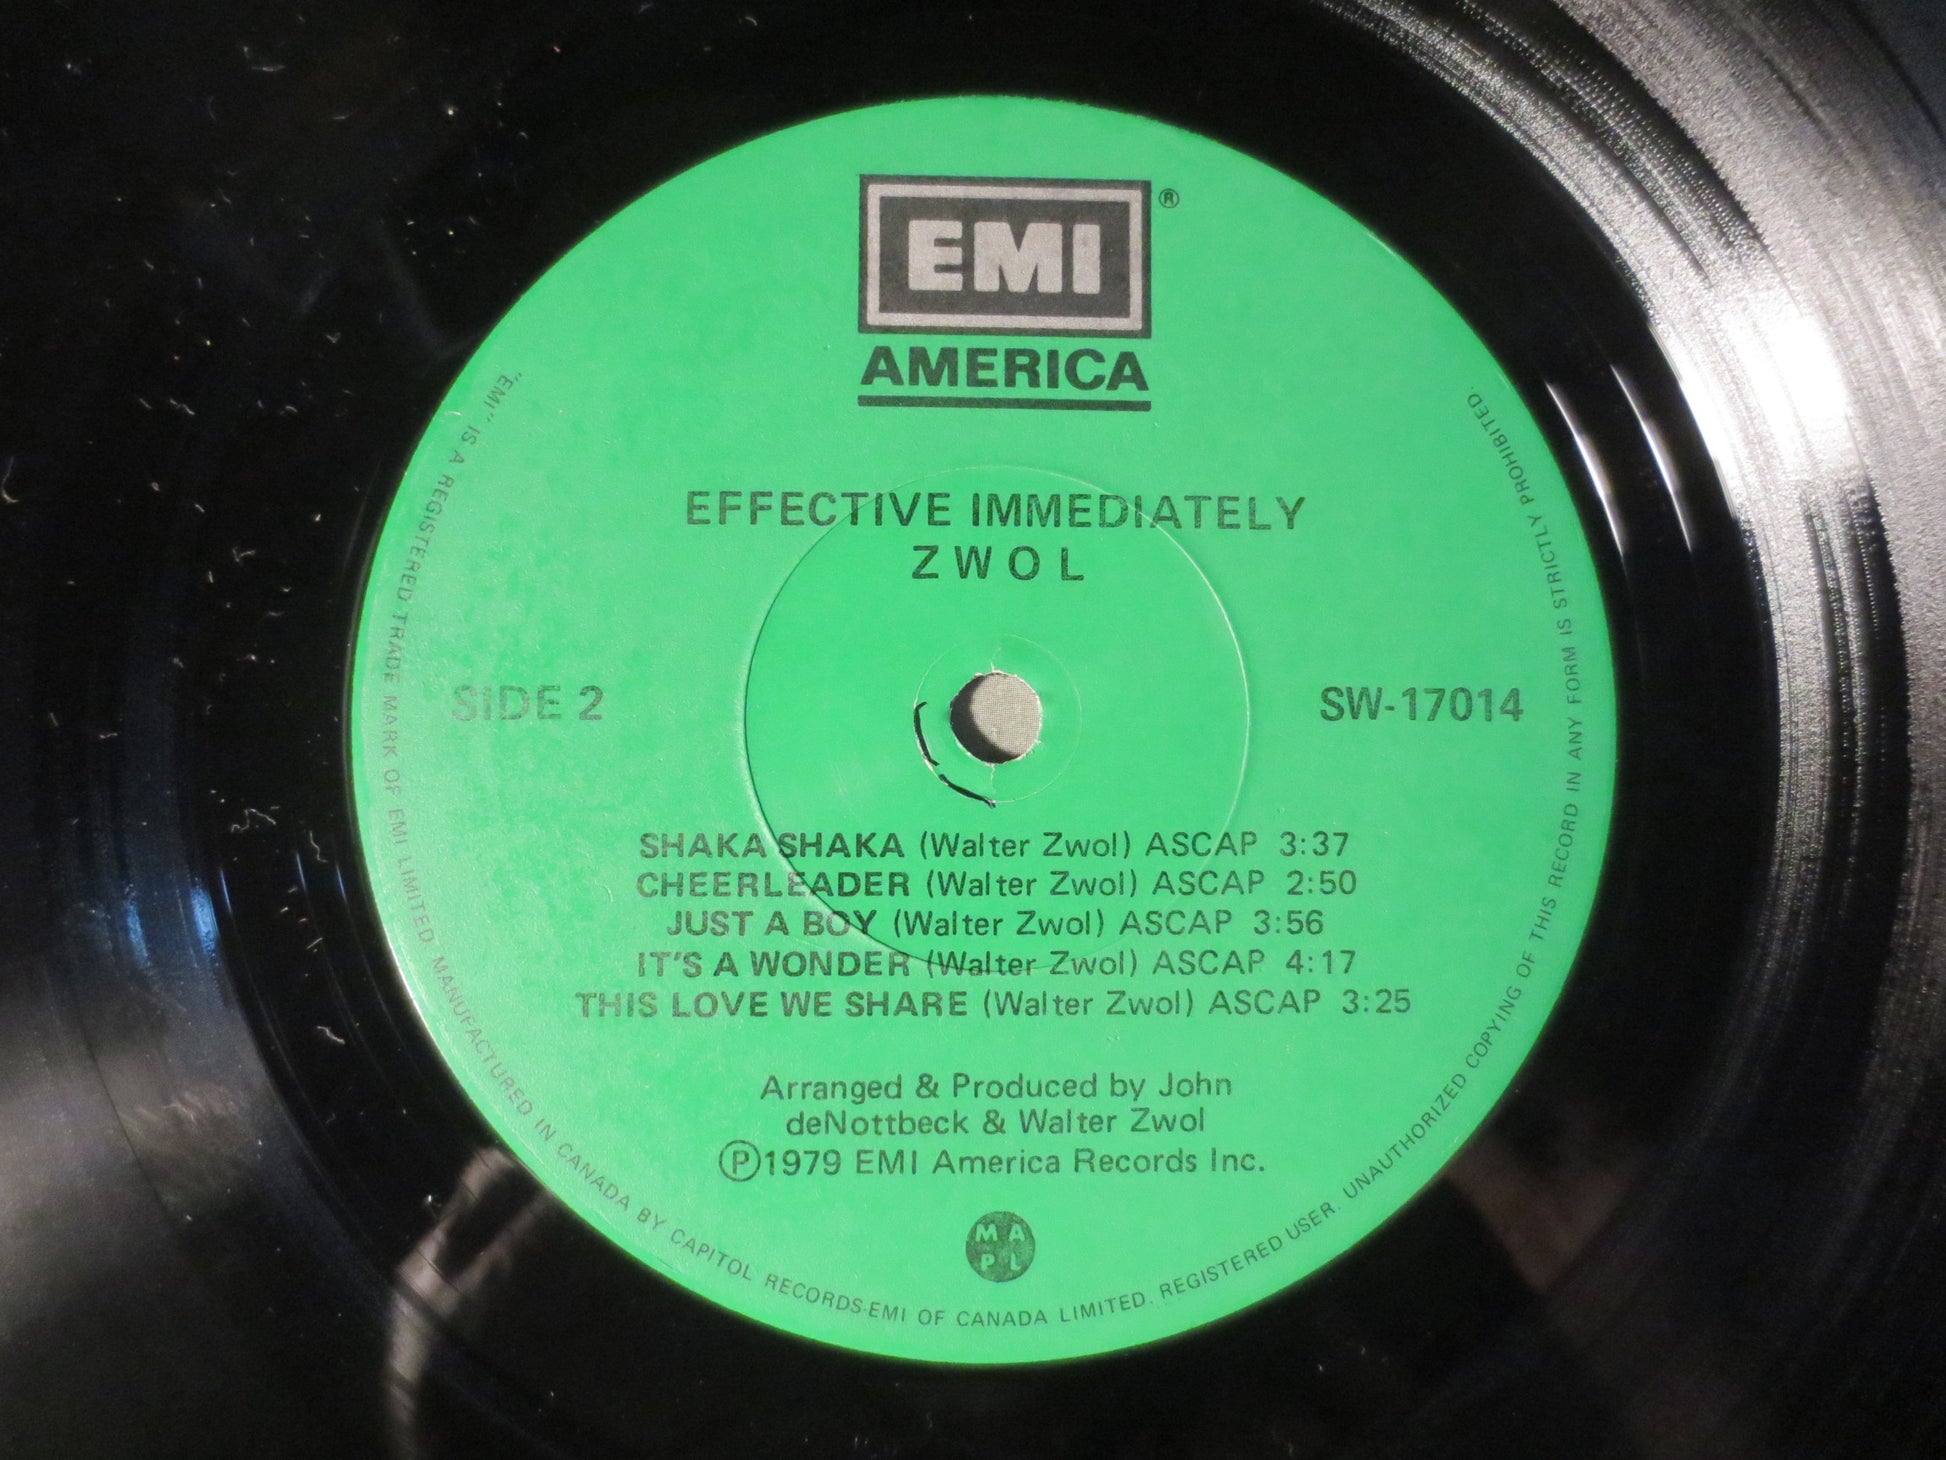 EMI ®
AMERICA
EFFECTIVE IMMEDIATELY
ZWOL
SIDE 2
SW-17014
SHAKA SHAKA (Walter Zwol) ASCAP 3:37
CHEERLEADER (Walter Zwol) ASCAP 2:50
JUST A BOY (Walter Zwol) ASCAP 3:56
IT'S A WONDER (Walter Zwol) ASCAP 4:17
THIS LOVE WE SHARE (Walter Zwol) ASCAP 3:25
Arranged & Produced by John
deNottbeck & Walter Zwol
Ⓟ1979 EMI America Records Inc.
MA
PL
"EMI" IS A REGISTERED TRADE MARK OF EMI LIMITED MANUFACTURED IN CANADA BY CAPITOL RECORDS-EMI OF CANADA LIMITED. REGISTERED USER. UNAUTHORIZED COPYING OF THIS RECORD IN ANY FORM IS STRICTLY PROHIBITED.